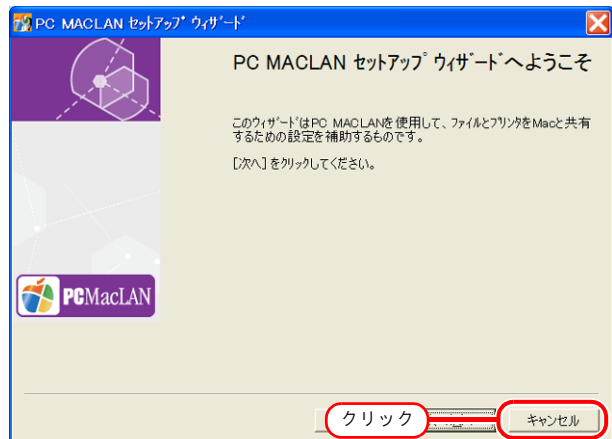 PC MACLAN ｾｯﾄｱｯﾌﾟ ｳｨｻﾞｰﾄﾞ
PC MACLAN ｾｯﾄｱｯﾌﾟ ｳｨｻﾞｰﾄﾞへようこそ
このｳｨｻﾞｰﾄﾞはPC MACLANを使用して、ﾌｧｲﾙとﾌﾟﾘﾝﾀをMacと共有
するための設定を補助するものです。
[次へ] をｸﾘｯｸしてください。
PCMacLAN
クリック
ｷｬﾝｾﾙ